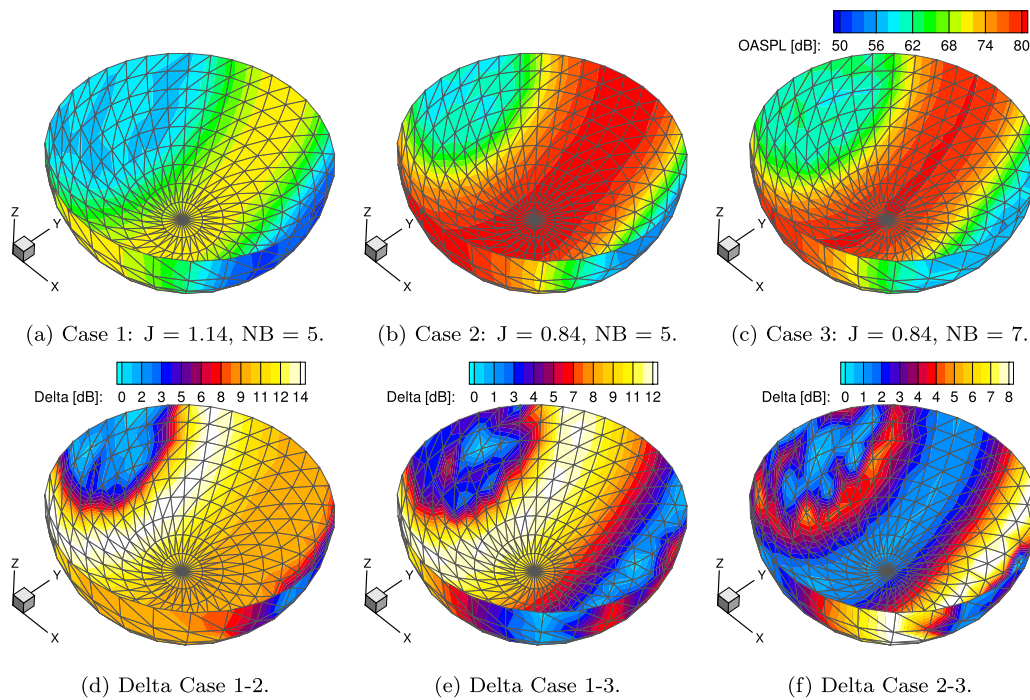 OASPL [dB]: 50 56 62 68 74 80
Z Y X
Z Y X
Z Y X
(a) Case 1: J = 1.14, NB = 5.
(b) Case 2: J = 0.84, NB = 5.
(c) Case 3: J = 0.84, NB = 7.
Delta [dB]: 0 2 3 5 6 8 9 11 12 14
Delta [dB]: 0 1 3 4 5 7 8 9 11 12
Delta [dB]: 0 1 2 3 4 4 5 6 7 8
Z Y X
Z Y X
Z Y X
(d) Delta Case 1-2.
(e) Delta Case 1-3.
(f) Delta Case 2-3.